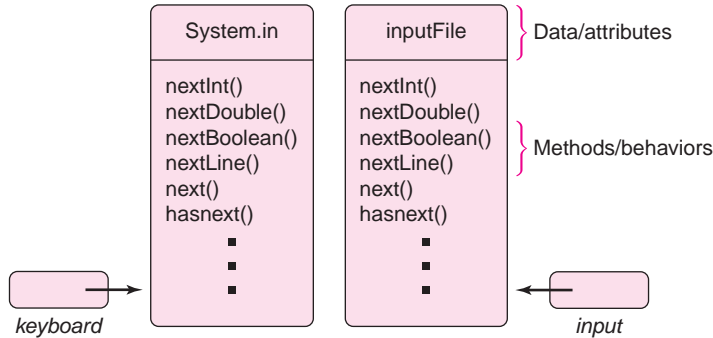 System.in
nextInt()
nextDouble()
nextBoolean()
nextLine()
next()
hasnext()
inputFile
nextInt()
nextDouble()
nextBoolean()
nextLine()
next()
hasnext()
Data/attributes
Methods/behaviors
keyboard
input